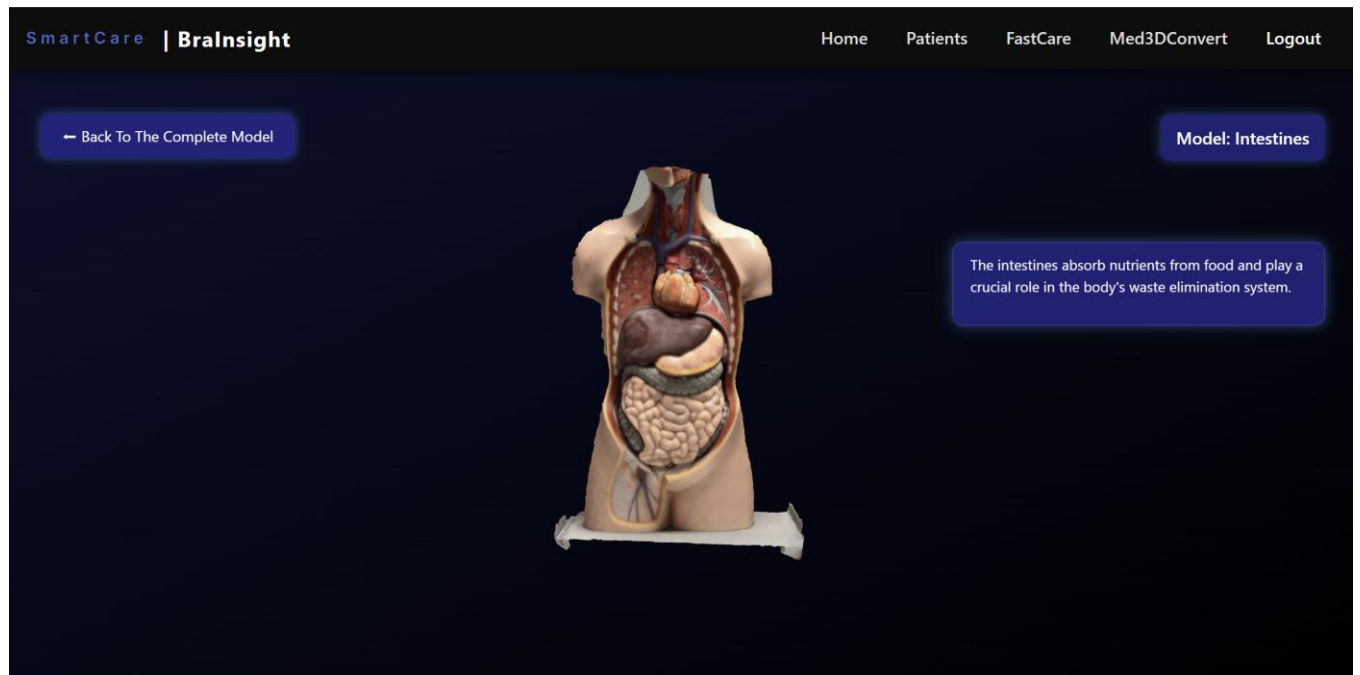 SmartCare | BraInsight
Home Patients FastCare Med3DConvert Logout
← Back To The Complete Model
Model: Intestines
The intestines absorb nutrients from food and play a
crucial role in the body's waste elimination system.